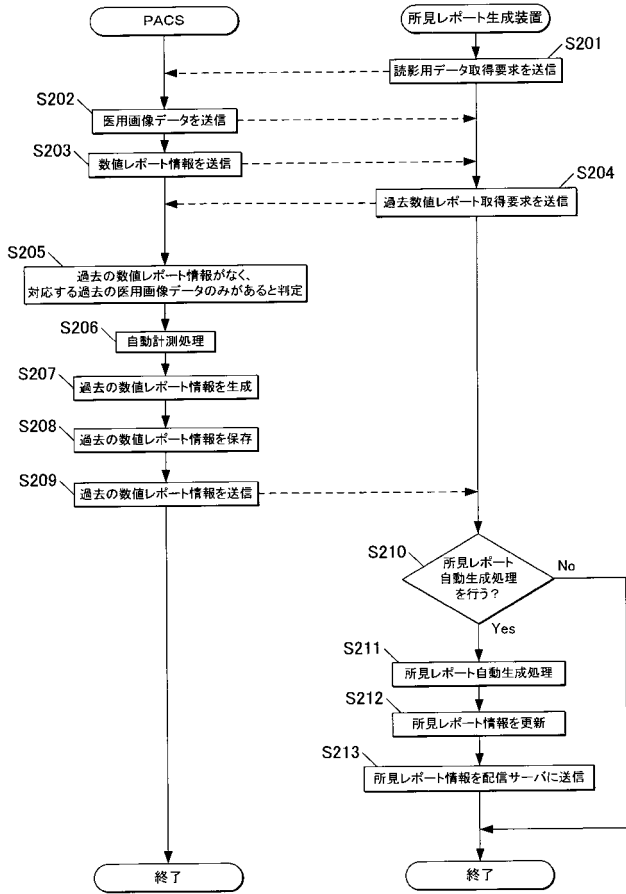 PACS
所見レポート生成装置
S201
読影用データ取得要求を送信
S202
医用画像データを送信
S203
数値レポート情報を送信
S204
過去数値レポート取得要求を送信
S205
過去の数値レポート情報がなく、
対応する過去の医用画像データのみがあると判定
S206
自動計測処理
S207
過去の数値レポート情報を生成
S208
過去の数値レポート情報を保存
S209
過去の数値レポート情報を送信
S210
所見レポート
自動生成処理
を行う？
No
Yes
S211
所見レポート自動生成処理
S212
所見レポート情報を更新
S213
所見レポート情報を配信サーバに送信
終了
終了